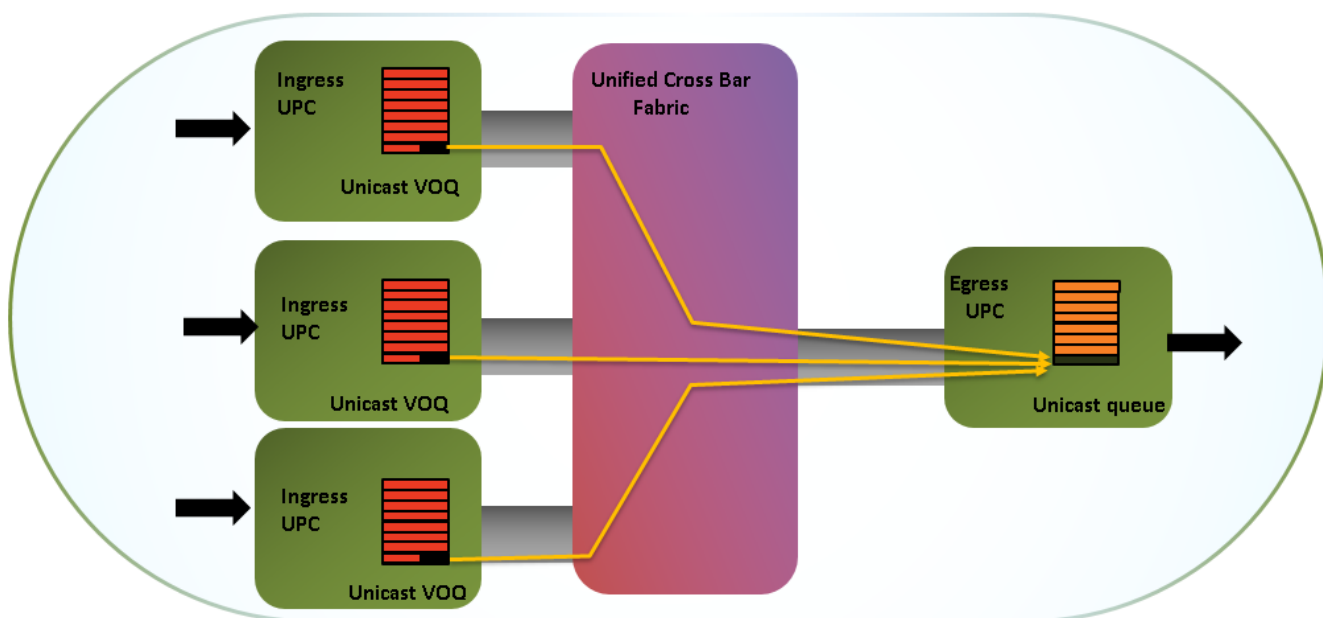 Ingress
UPC
Unicast VOQ
Unified Cross Bar
Fabric
Ingress
UPC
Unicast VOQ
Egress
UPC
Unicast queue
Ingress
UPC
Unicast VOQ